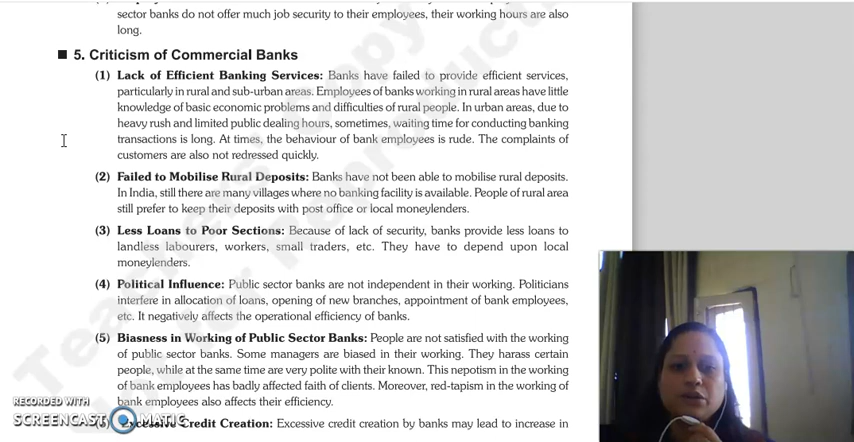 sector banks do not offer much job security to their employees, their working hours are also
long.
■ 5. Criticism of Commercial Banks
(1) Lack of Efficient Banking Services: Banks have failed to provide efficient services,
particularly in rural and sub-urban areas. Employees of banks working in rural areas have little
knowledge of basic economic problems and difficulties of rural people. In urban areas, due to
heavy rush and limited public dealing hours, sometimes, waiting time for conducting banking
transactions is long. At times, the behaviour of bank employees is rude. The complaints of
customers are also not redressed quickly.
(2) Failed to Mobilise Rural Deposits: Banks have not been able to mobilise rural deposits.
In India, still there are many villages where no banking facility is available. People of rural area
still prefer to keep their deposits with post office or local moneylenders.
(3) Less Loans to Poor Sections: Because of lack of security, banks provide less loans to
landless labourers, workers, small traders, etc. They have to depend upon local
moneylenders.
(4) Political Influence: Public sector banks are not independent in their working. Politicians
interfere in allocation of loans, opening of new branches, appointment of bank employees,
etc. It negatively affects the operational efficiency of banks.
(5) Biasness in Working of Public Sector Banks: People are not satisfied with the working
of public sector banks. Some managers are biased in their working. They harass certain
people, while at the same time are very polite with their known. This nepotism in the working
of bank employees has badly affected faith of clients. Moreover, red-tapism in the working of
bank employees also affects their efficiency.
Credit Creation: Excessive credit creation by banks may lead to increase in
Teachers' Copy
RECORDED WITH
SCREENCAST MATIC